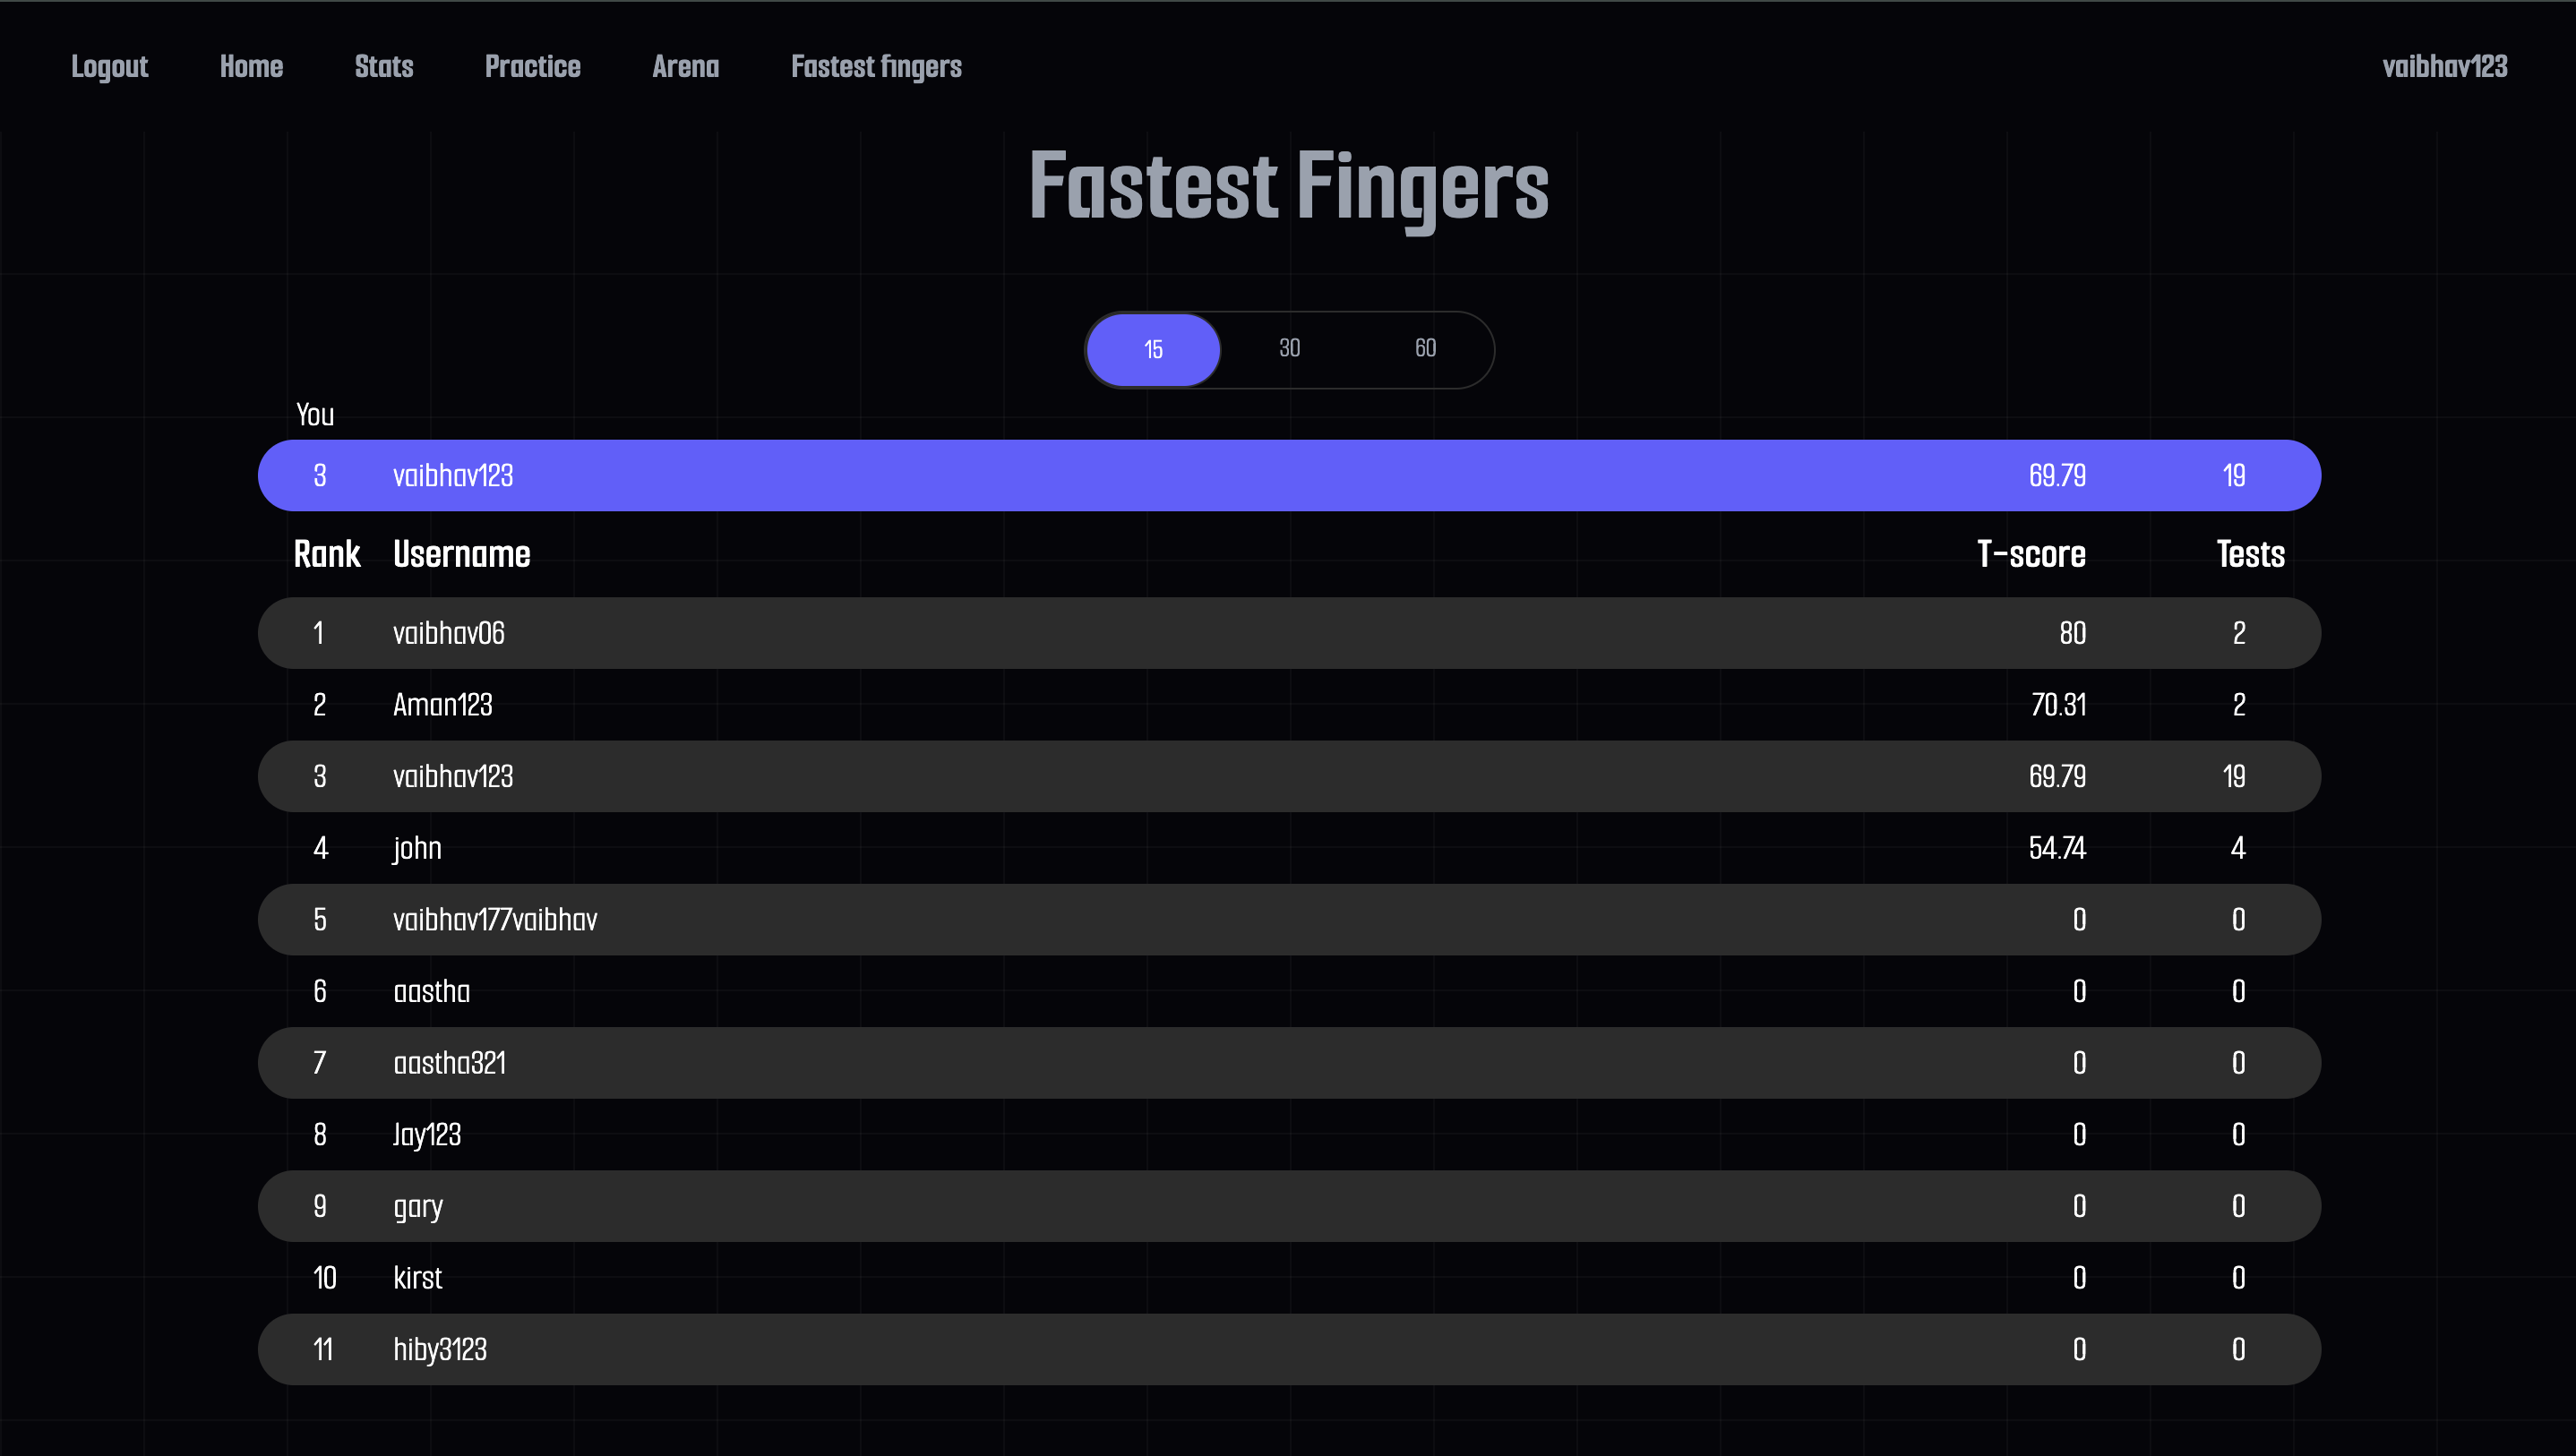 Logout Home Stats Practice Arena Fastest fingers vaibhav123
Fastest Fingers
15 30 60
You
3 vaibhav123 69.79 19
Rank Username T-score Tests
1 vaibhav06 80 2
2 Aman123 70.31 2
3 vaibhav123 69.79 19
4 john 54.74 4
5 vaibhav177vaibhav 0 0
6 aastha 0 0
7 aastha321 0 0
8 Jay123 0 0
9 gary 0 0
10 kirst 0 0
11 hiby3123 0 0